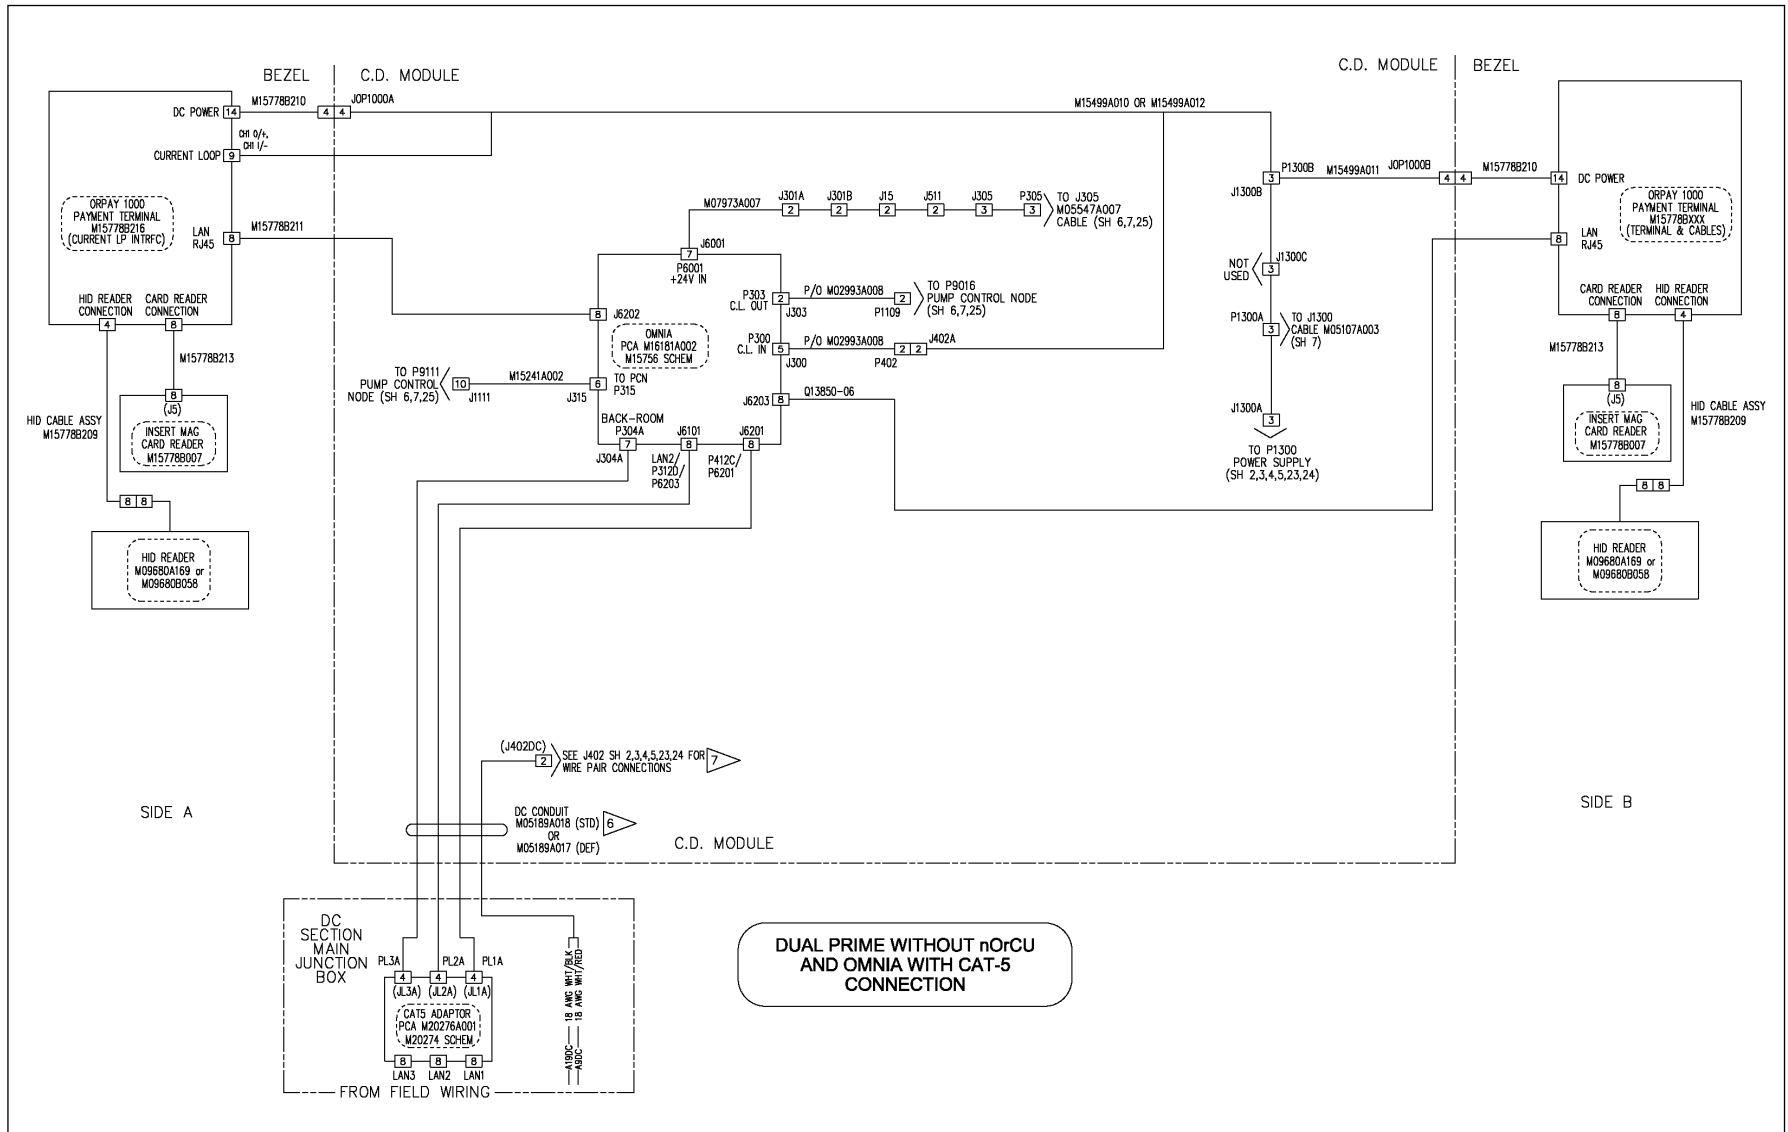 BEZEL
C.D. MODULE
C.D. MODULE
BEZEL
M15778B210
J0P1000A
DC POWER
14
4
4
M15499A010 OR M15499A012
CH1 0/+,
CH1 1/-
CURRENT LOOP
9
ORPAY 1000
PAYMENT TERMINAL
M15778B216
(CURRENT LP INTRFC)
LAN
RJ45
8
M15778B211
HID READER
CONNECTION
4
CARD READER
CONNECTION
8
M15778B213
8
(J5)
INSERT MAG
CARD READER
M15778B007
HID CABLE ASSY
M15778B209
8
8
HID READER
M09680A169 or
M09680B058
M07973A007
J301A
2
J301B
2
J15
2
J511
2
J305
3
P305
3
TO J305
M05547A007
CABLE (SH 6,7,25)
J6001
7
P6001
+24V IN
8
J6202
OMNIA
PCA M16181A002
M15756 SCHEM
P303
C.L. OUT
2
J303
P/O M02993A008
2
P1109
TO P9016
PUMP CONTROL NODE
(SH 6,7,25)
P300
C.L. IN
5
J300
P/O M02993A008
P402
2
2
J402A
TO P9111
PUMP CONTROL
NODE (SH 6,7,25)
10
J1111
M15241A002
J315
6
TO PCN
P315
J6203
8
Q13850-06
BACK-ROOM
P304A
7
J304A
J6101
8
LAN2/
P312D/
P6203
J6201
8
P412C/
P6201
3
P1300B
J1300B
M15499A011
J0P1000B
4
4
M15778B210
14
DC POWER
NOT
USED
J1300C
3
P1300A
3
TO J1300
CABLE M05107A003
(SH 7)
J1300A
3
TO P1300
POWER SUPPLY
(SH 2,3,4,5,23,24)
ORPAY 1000
PAYMENT TERMINAL
M15778BXXX
(TERMINAL & CABLES)
8
LAN
RJ45
CARD READER
CONNECTION
8
HID READER
CONNECTION
4
M15778B213
8
(J5)
INSERT MAG
CARD READER
M15778B007
HID CABLE ASSY
M15778B209
8
8
HID READER
M09680A169 or
M09680B058
(J402DC)
2
SEE J402 SH 2,3,4,5,23,24 FOR
WIRE PAIR CONNECTIONS
7
SIDE A
SIDE B
DC CONDUIT
M05189A018 (STD)
OR
M05189A017 (DEF)
6
C.D. MODULE
DC
SECTION
MAIN
JUNCTION
BOX
PL3A
PL2A
PL1A
4
4
4
(JL3A)
(JL2A)
(JL1A)
CAT5 ADAPTOR
PCA M20276A001
M20274 SCHEM
8
8
8
LAN3
LAN2
LAN1
A19DC
18 AWG WHT/BLK
A9DC
18 AWG WHT/RED
FROM FIELD WIRING
DUAL PRIME WITHOUT nOrCU
AND OMNIA WITH CAT-5
CONNECTION